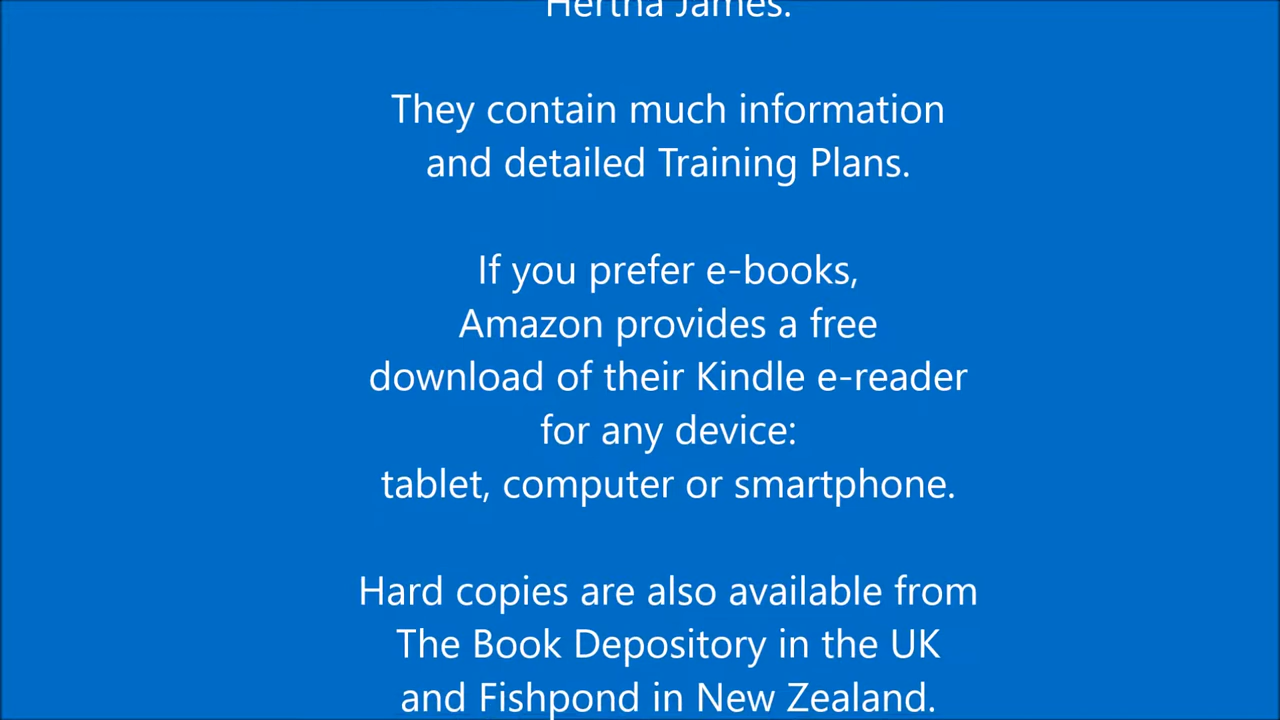 Hertha James.
They contain much information
and detailed Training Plans.
If you prefer e-books,
Amazon provides a free
download of their Kindle e-reader
for any device:
tablet, computer or smartphone.
Hard copies are also available from
The Book Depository in the UK
and Fishpond in New Zealand.